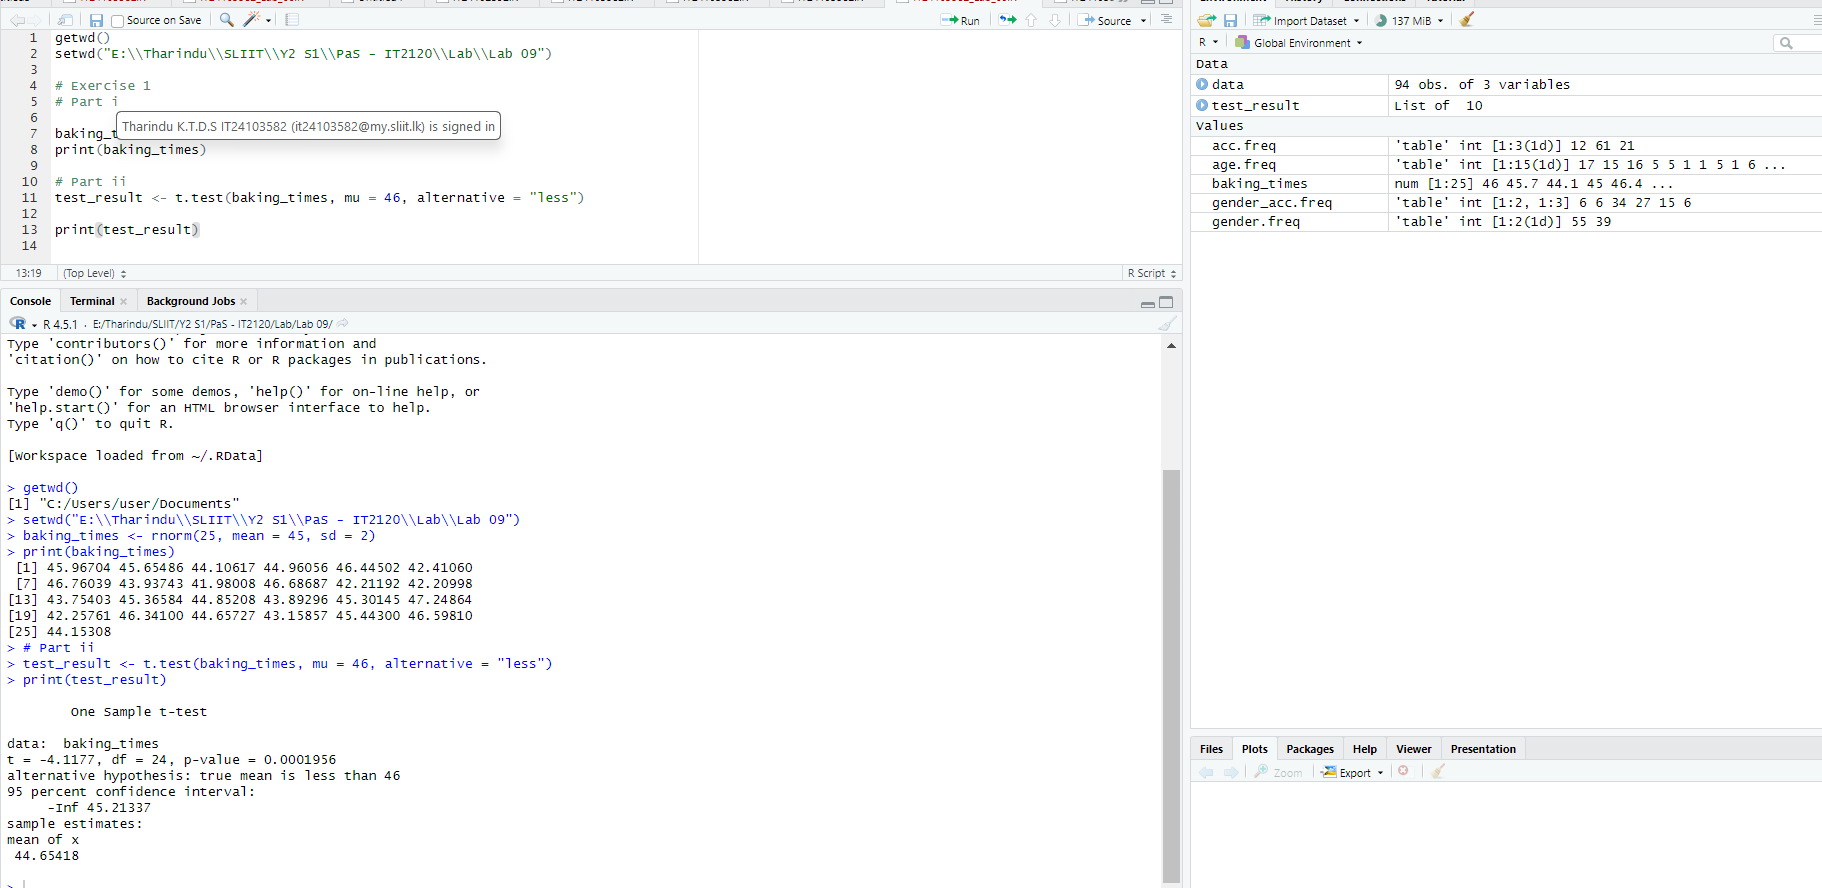 Source on Save
Run
Source
1 getwd()
2 setwd("E:\\Tharindu\\SLIIT\\Y2 S1\\PaS - IT2120\\Lab\\Lab 09")
3
4 # Exercise 1
5 # Part i
6
Tharindu K.T.D.S IT24103582 (it24103582@my.sliit.lk) is signed in
7 baking_t
8 print(baking_times)
9
10 # Part ii
11 test_result <- t.test(baking_times, mu = 46, alternative = "less")
12
13 print(test_result)
14
13:19 (Top Level) R Script
Console Terminal Background Jobs
R 4.5.1 · E:/Tharindu/SLIIT/Y2 S1/PaS - IT2120/Lab/Lab 09/
Type 'contributors()' for more information and
'citation()' on how to cite R or R packages in publications.
Type 'demo()' for some demos, 'help()' for on-line help, or
'help.start()' for an HTML browser interface to help.
Type 'q()' to quit R.
[Workspace loaded from ~/.RData]
> getwd()
[1] "C:/Users/user/Documents"
> setwd("E:\\Tharindu\\SLIIT\\Y2 S1\\PaS - IT2120\\Lab\\Lab 09")
> baking_times <- rnorm(25, mean = 45, sd = 2)
> print(baking_times)
[1] 45.96704 45.65486 44.10617 44.96056 46.44502 42.41060
[7] 46.76039 43.93743 41.98008 46.68687 42.21192 42.20998
[13] 43.75403 45.36584 44.85208 43.89296 45.30145 47.24864
[19] 42.25761 46.34100 44.65727 43.15857 45.44300 46.59810
[25] 44.15308
> # Part ii
> test_result <- t.test(baking_times, mu = 46, alternative = "less")
> print(test_result)
One Sample t-test
data: baking_times
t = -4.1177, df = 24, p-value = 0.0001956
alternative hypothesis: true mean is less than 46
95 percent confidence interval:
-Inf 45.21337
sample estimates:
mean of x
44.65418
>
Import Dataset 137 MiB
R Global Environment
Data
data 94 obs. of 3 variables
test_result List of 10
Values
acc.freq 'table' int [1:3(1d)] 12 61 21
age.freq 'table' int [1:15(1d)] 17 15 16 5 5 1 1 5 1 6 ...
baking_times num [1:25] 46 45.7 44.1 45 46.4 ...
gender_acc.freq 'table' int [1:2, 1:3] 6 6 34 27 15 6
gender.freq 'table' int [1:2(1d)] 55 39
Files Plots Packages Help Viewer Presentation
Zoom Export